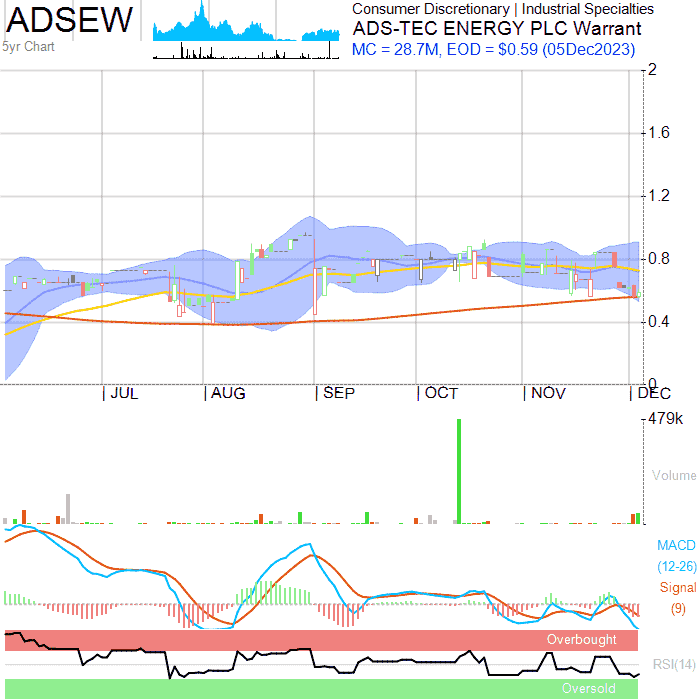 ADSEW
5yr Chart
Consumer Discretionary | Industrial Specialties
ADS-TEC ENERGY PLC Warrant
MC = 28.7M, EOD = $0.59 (05Dec2023)
2
1.6
1.2
0.8
0.4
0
| JUL | AUG | SEP | OCT | NOV | DEC
479k
Volume
MACD
(12-26)
Signal
(9)
Overbought
RSI(14)
Oversold